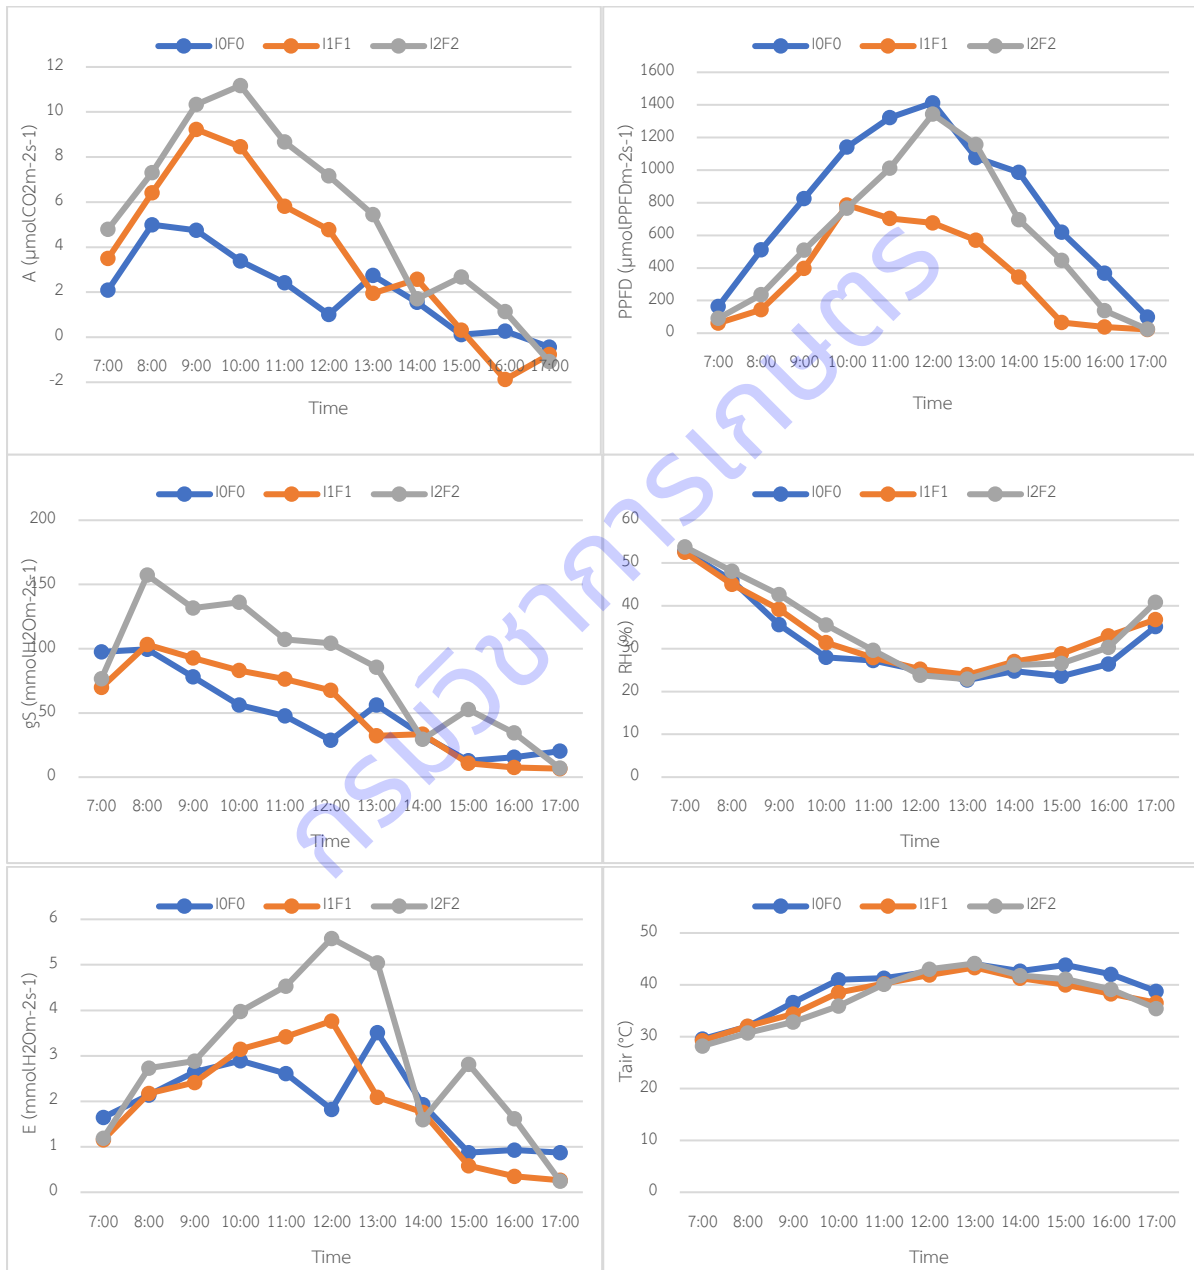 I0F0 I1F1 I2F2
12
10
8
6
4
2
0
-2
A (µmolCO2m-2s-1)
7:00 8:00 9:00 10:00 11:00 12:00 13:00 14:00 15:00 16:00 17:00
Time
I0F0 I1F1 I2F2
1600
1400
1200
1000
800
600
400
200
0
PPFD (µmolPPFDm-2s-1)
7:00 8:00 9:00 10:00 11:00 12:00 13:00 14:00 15:00 16:00 17:00
Time
I0F0 I1F1 I2F2
200
150
100
50
0
gS (mmolH2Om-2s-1)
7:00 8:00 9:00 10:00 11:00 12:00 13:00 14:00 15:00 16:00 17:00
Time
I0F0 I1F1 I2F2
60
50
40
30
20
10
0
RH (%)
7:00 8:00 9:00 10:00 11:00 12:00 13:00 14:00 15:00 16:00 17:00
Time
I0F0 I1F1 I2F2
6
5
4
3
2
1
0
E (mmolH2Om-2s-1)
7:00 8:00 9:00 10:00 11:00 12:00 13:00 14:00 15:00 16:00 17:00
Time
I0F0 I1F1 I2F2
50
40
30
20
10
0
Tair (°C)
7:00 8:00 9:00 10:00 11:00 12:00 13:00 14:00 15:00 16:00 17:00
Time
กรมวิชาการเกษตร